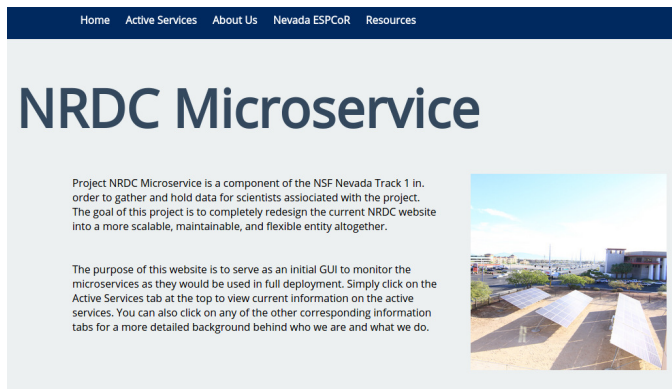 Home Active Services About Us Nevada ESPCoR Resources
NRDC Microservice
Project NRDC Microservice is a component of the NSF Nevada Track 1 in.
order to gather and hold data for scientists assiociated with the project.
The goal of this project is to completely redesign the current NRDC website
into a more scalable, maintainable, and flexible entity altogether.
The purpose of this website is to serve as an initial GUI to monitor the
microservices as they would be used in full deployment. Simply click on the
Active Services tab at the top to view current information on the active
services. You can also click on any of the other corresponding information
tabs for a more detailed background behind who we are and what we do.